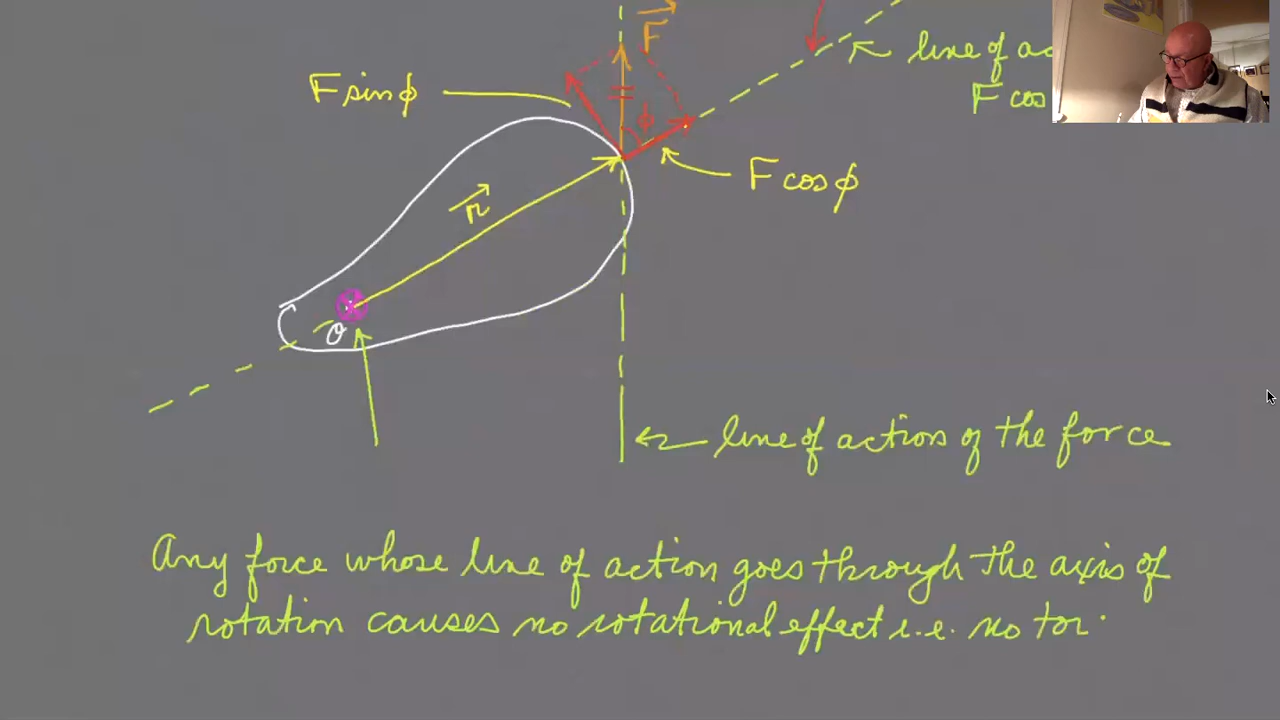 F
F sin ϕ
line of ac
F cos
ϕ
F cos ϕ
r
O
line of action of the force
Any force whose line of action goes through the axis of
rotation causes no rotational effect i.e. no tor